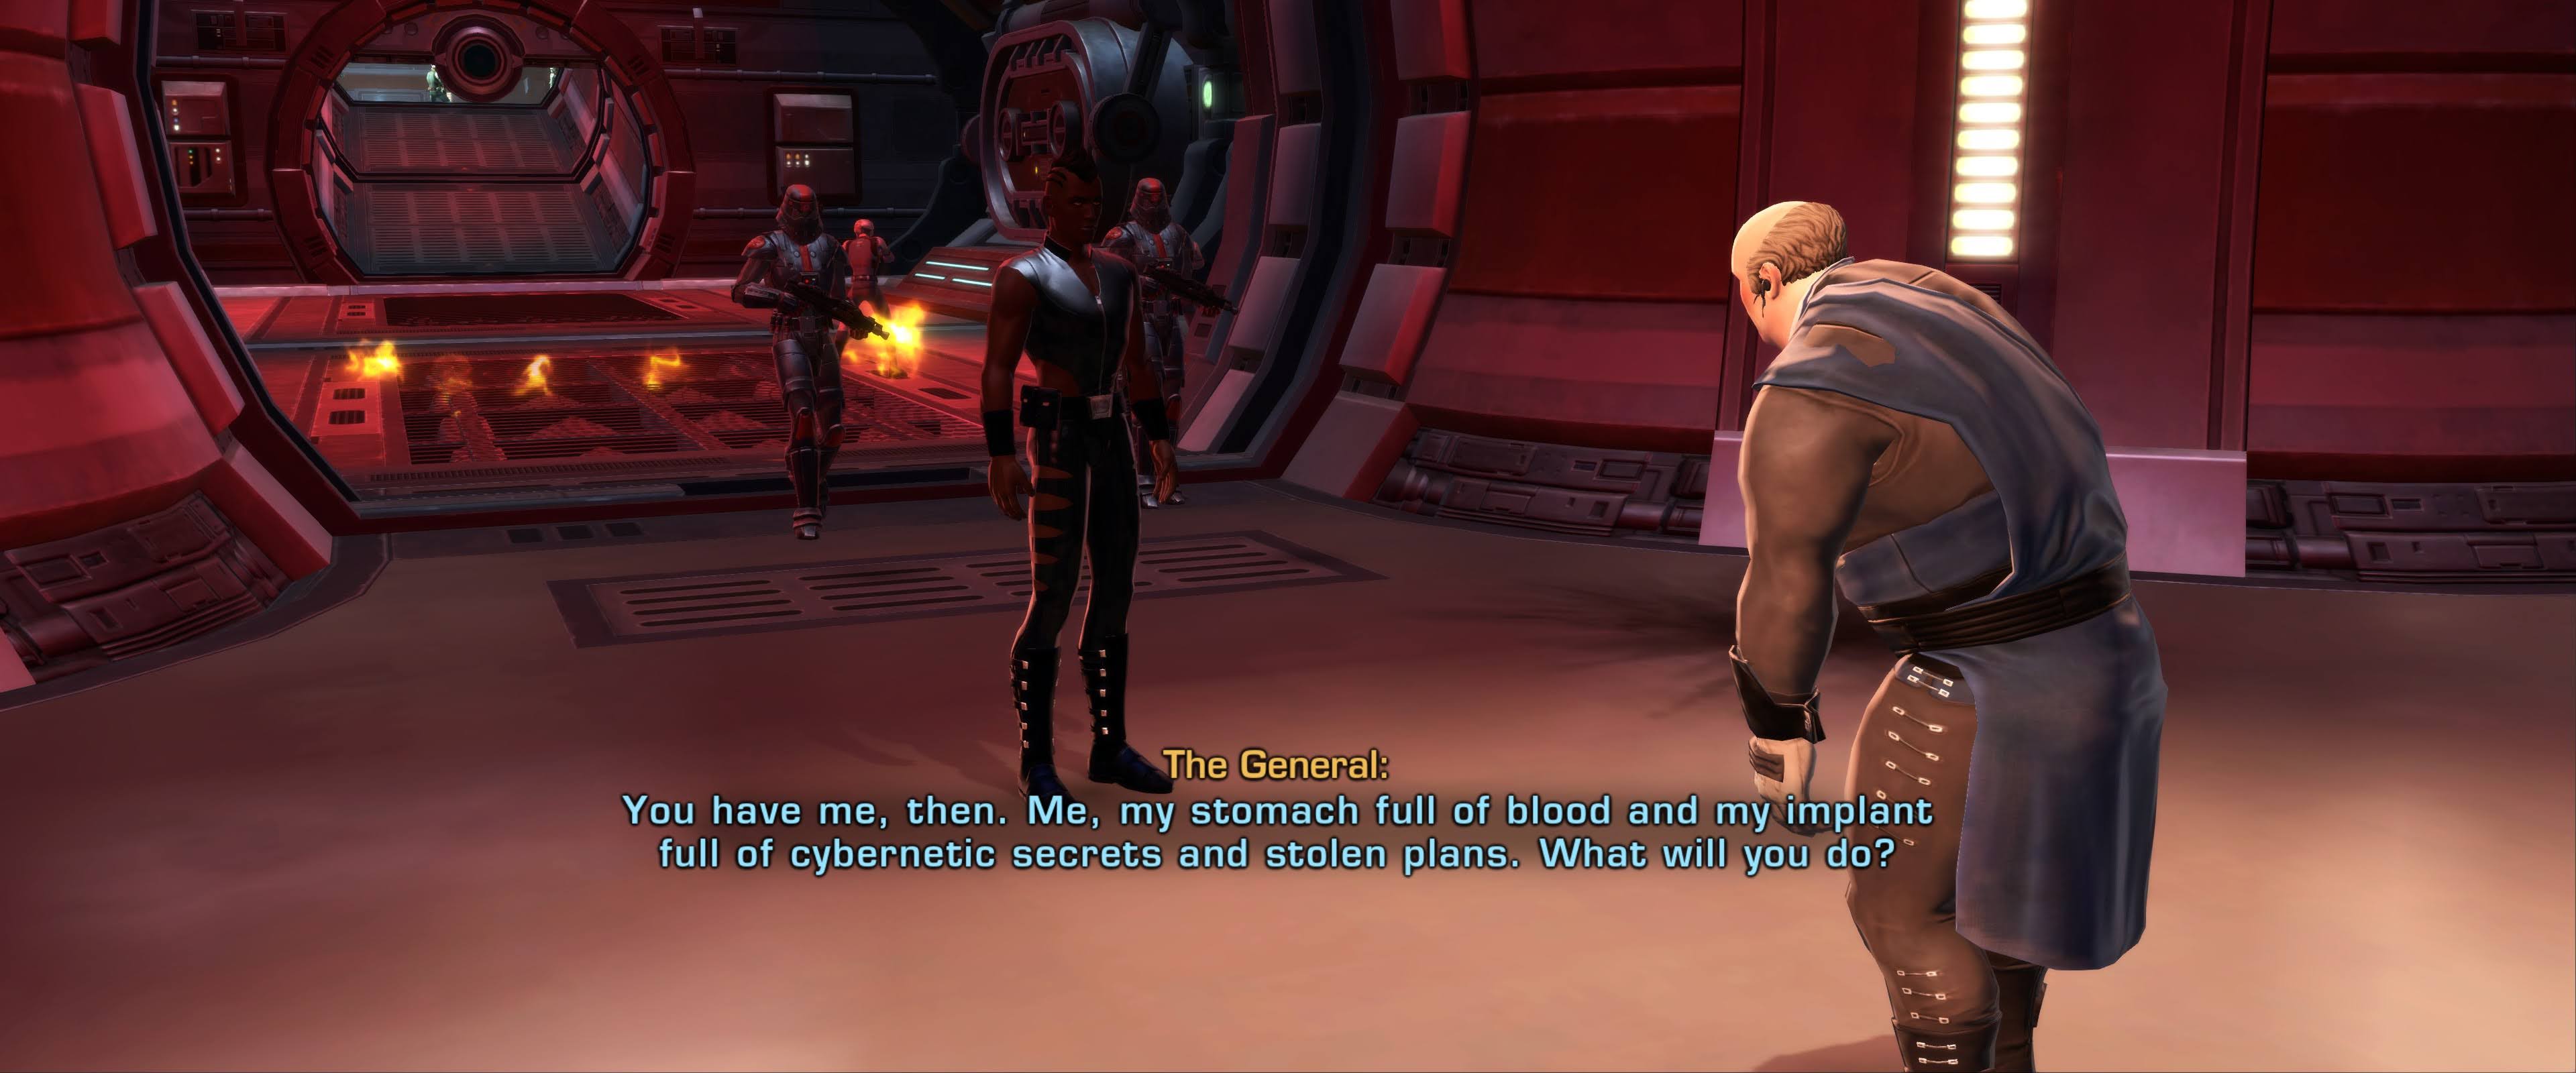 The General:
You have me, then. Me, my stomach full of blood and my implant
full of cybernetic secrets and stolen plans. What will you do?